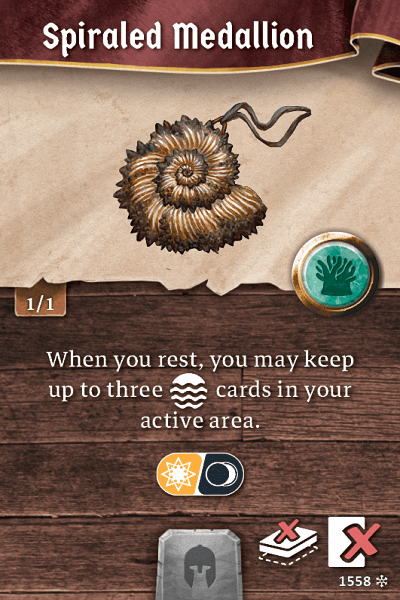 Spiraled Medallion
1/1
When you rest, you may keep
up to three cards in your
active area.
1558